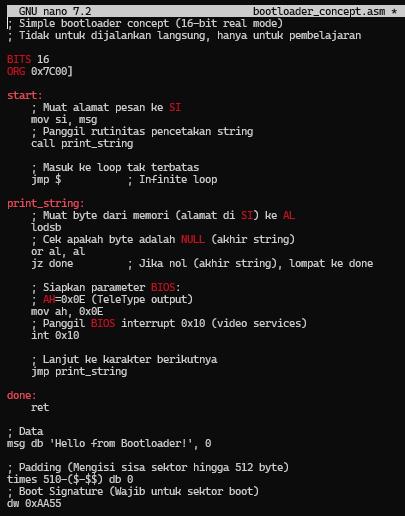 GNU nano 7.2 bootloader_concept.asm *
; Simple bootloader concept (16-bit real mode)
; Tidak untuk dijalankan langsung, hanya untuk pembelajaran
BITS 16
ORG 0x7C00]
start:
; Muat alamat pesan ke SI
mov si, msg
; Panggil rutinitas pencetakan string
call print_string
; Masuk ke loop tak terbatas
jmp $ ; Infinite loop
print_string:
; Muat byte dari memori (alamat di SI) ke AL
lodsb
; Cek apakah byte adalah NULL (akhir string)
or al, al
jz done ; Jika nol (akhir string), lompat ke done
; Siapkan parameter BIOS:
; AH=0x0E (TeleType output)
mov ah, 0x0E
; Panggil BIOS interrupt 0x10 (video services)
int 0x10
; Lanjut ke karakter berikutnya
jmp print_string
done:
ret
; Data
msg db 'Hello from Bootloader!', 0
; Padding (Mengisi sisa sektor hingga 512 byte)
times 510-($-$$) db 0
; Boot Signature (Wajib untuk sektor boot)
dw 0xAA55